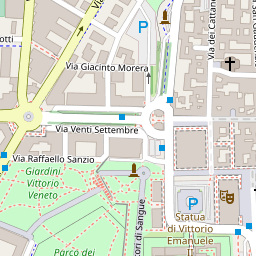 Via Giacinto Morera
Via dei Cattan
otti
Via
Via Venti Settembre
Via Raffaello Sanzio
Giardini
Vittorio
Veneto
P
P
Statua
di Vittorio
Emanuele
Parco dei
ori di Sangue